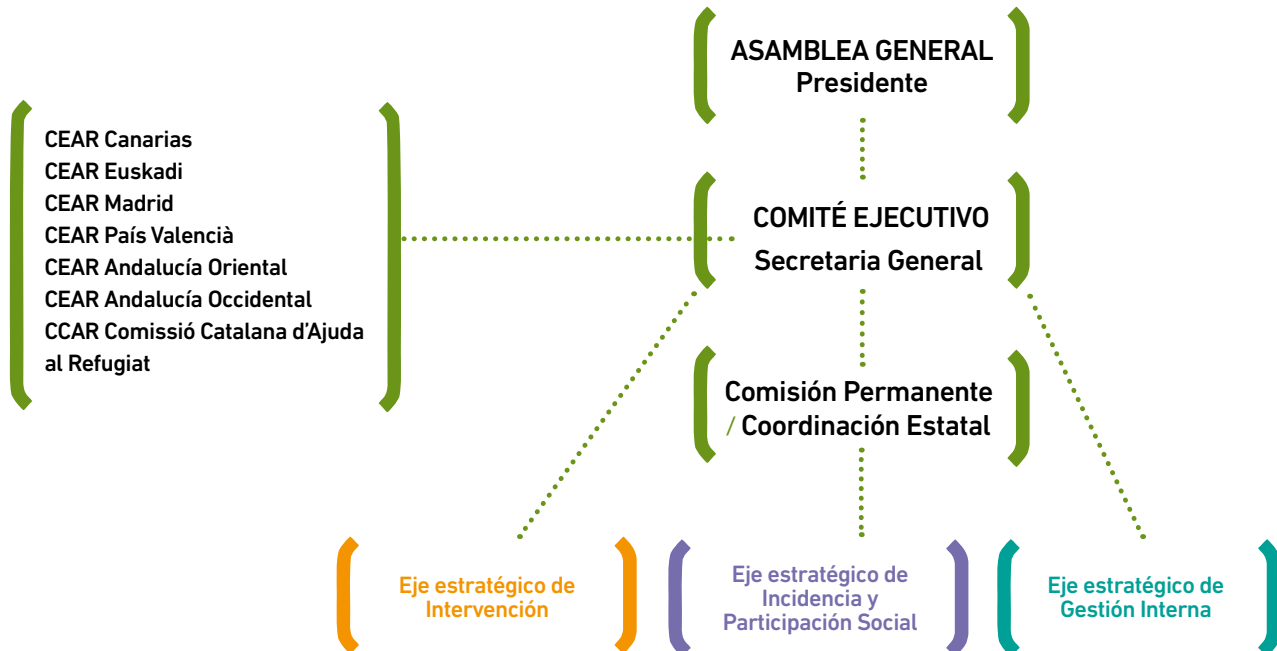 ASAMBLEA GENERAL
Presidente
CEAR Canarias
CEAR Euskadi
CEAR Madrid
CEAR País Valencià
CEAR Andalucía Oriental
CEAR Andalucía Occidental
CCAR Comissió Catalana d'Ajuda
al Refugiat
COMITÉ EJECUTIVO
Secretaria General
Comisión Permanente
/ Coordinación Estatal
Eje estratégico de
Intervención
Eje estratégico de
Incidencia y
Participación Social
Eje estratégico de
Gestión Interna